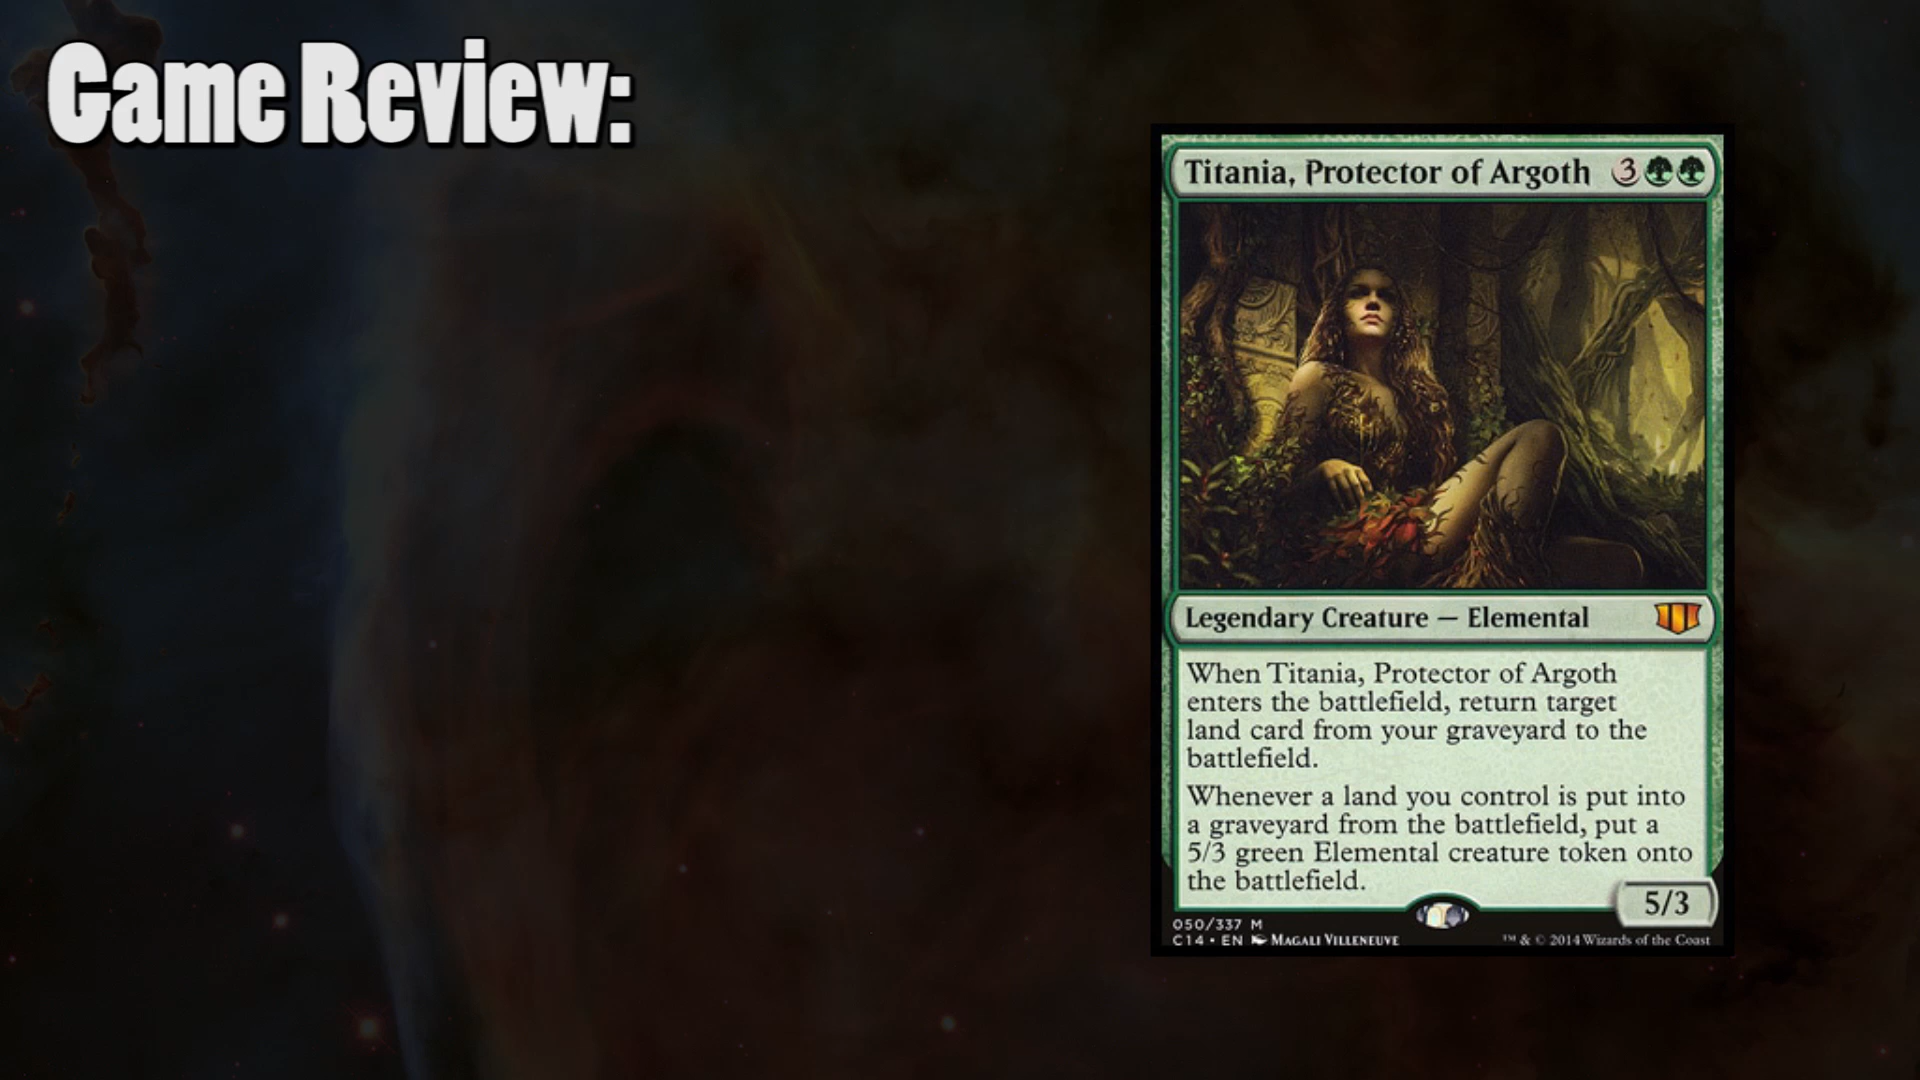 Game Review:
Titania, Protector of Argoth 3
Legendary Creature — Elemental
When Titania, Protector of Argoth
enters the battlefield, return target
land card from your graveyard to the
battlefield.
Whenever a land you control is put into
a graveyard from the battlefield, put a
5/3 green Elemental creature token onto
the battlefield.
5/3
050/337 M
C14 • EN MAGALI VILLENEUVE
™ & © 2014 Wizards of the Coast